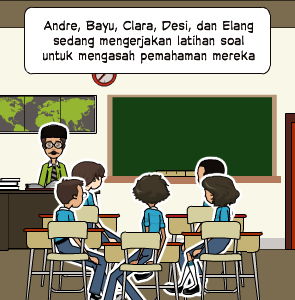 Andre, Bayu, Clara, Desi, dan Elang
sedang mengerjakan latihan soal
untuk mengasah pemahaman mereka